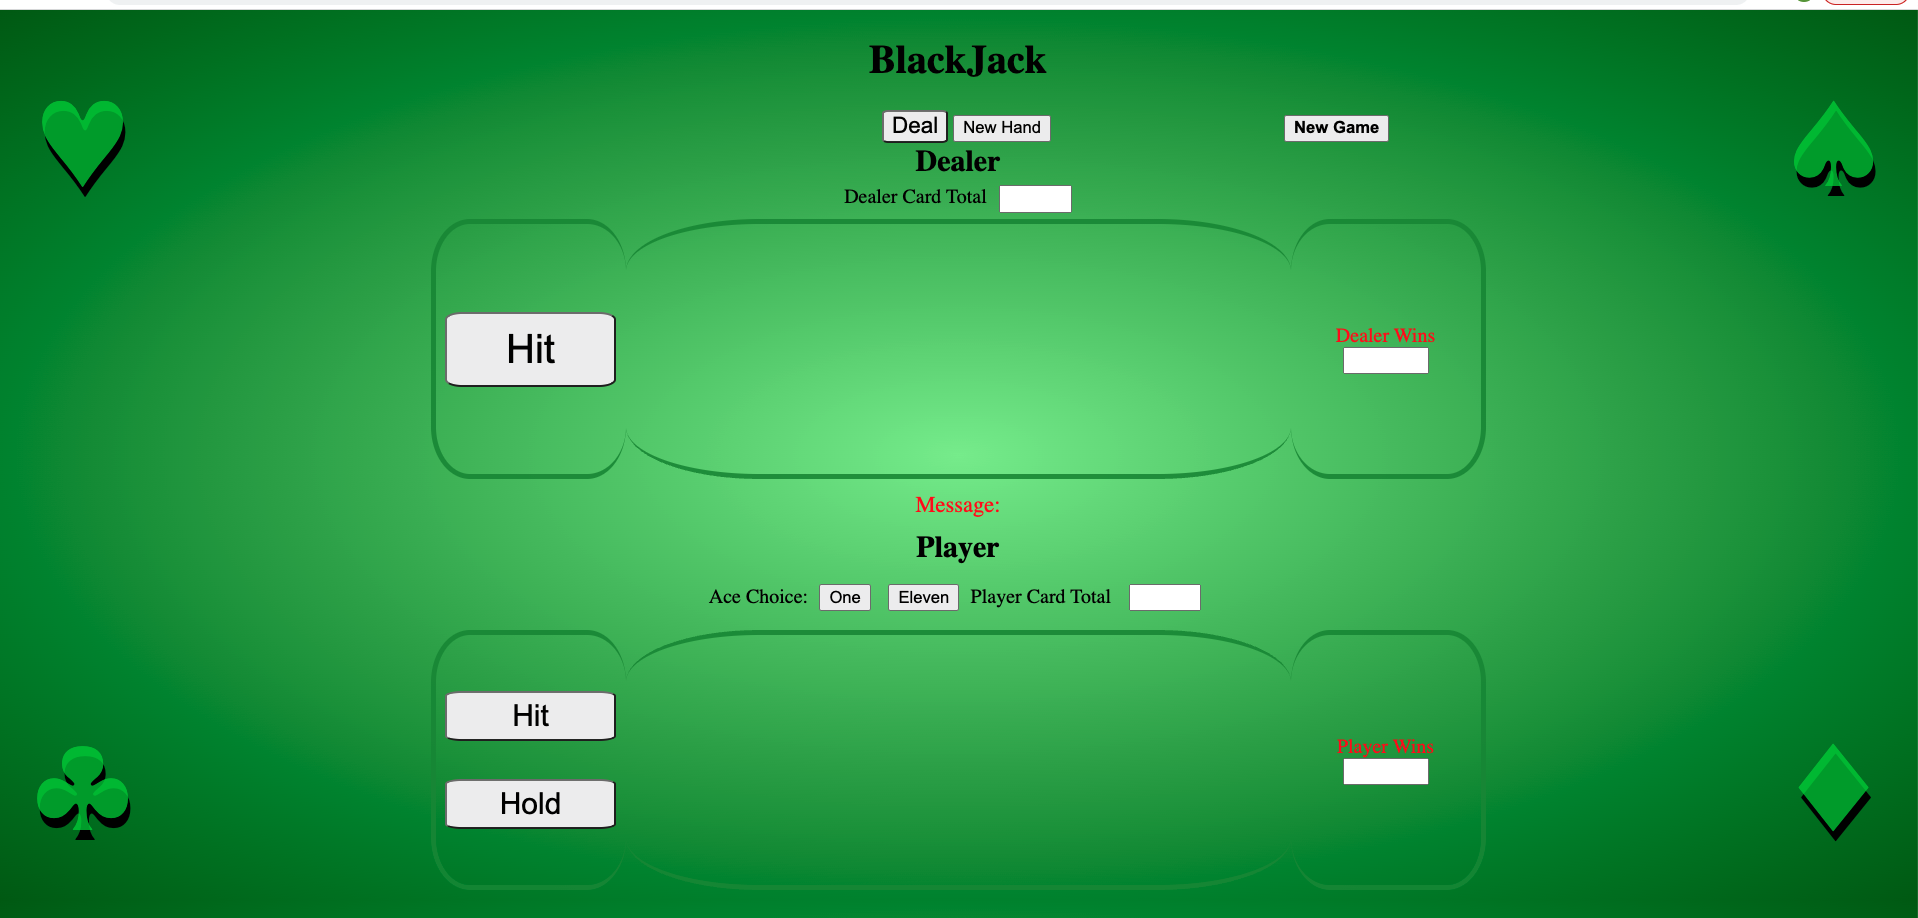 BlackJack
Deal New Hand New Game
Dealer
Dealer Card Total
Hit
Dealer Wins
Message:
Player
Ace Choice: One Eleven Player Card Total
Hit
Player Wins
Hold